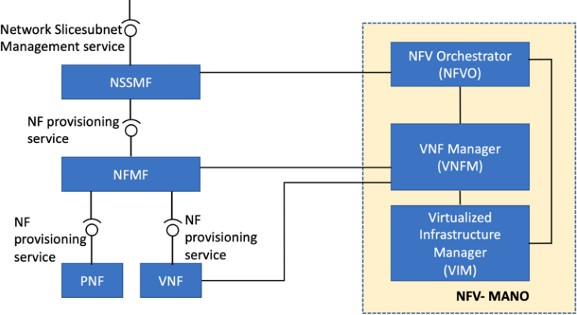 Network Slicesubnet
Management service
NSSMF
NF provisioning
service
NFMF
NF
provisioning
service
NF
provisioning
service
PNF
VNF
NFV Orchestrator
(NFVO)
VNF Manager
(VNFM)
Virtualized
Infrastructure
Manager
(VIM)
NFV- MANO